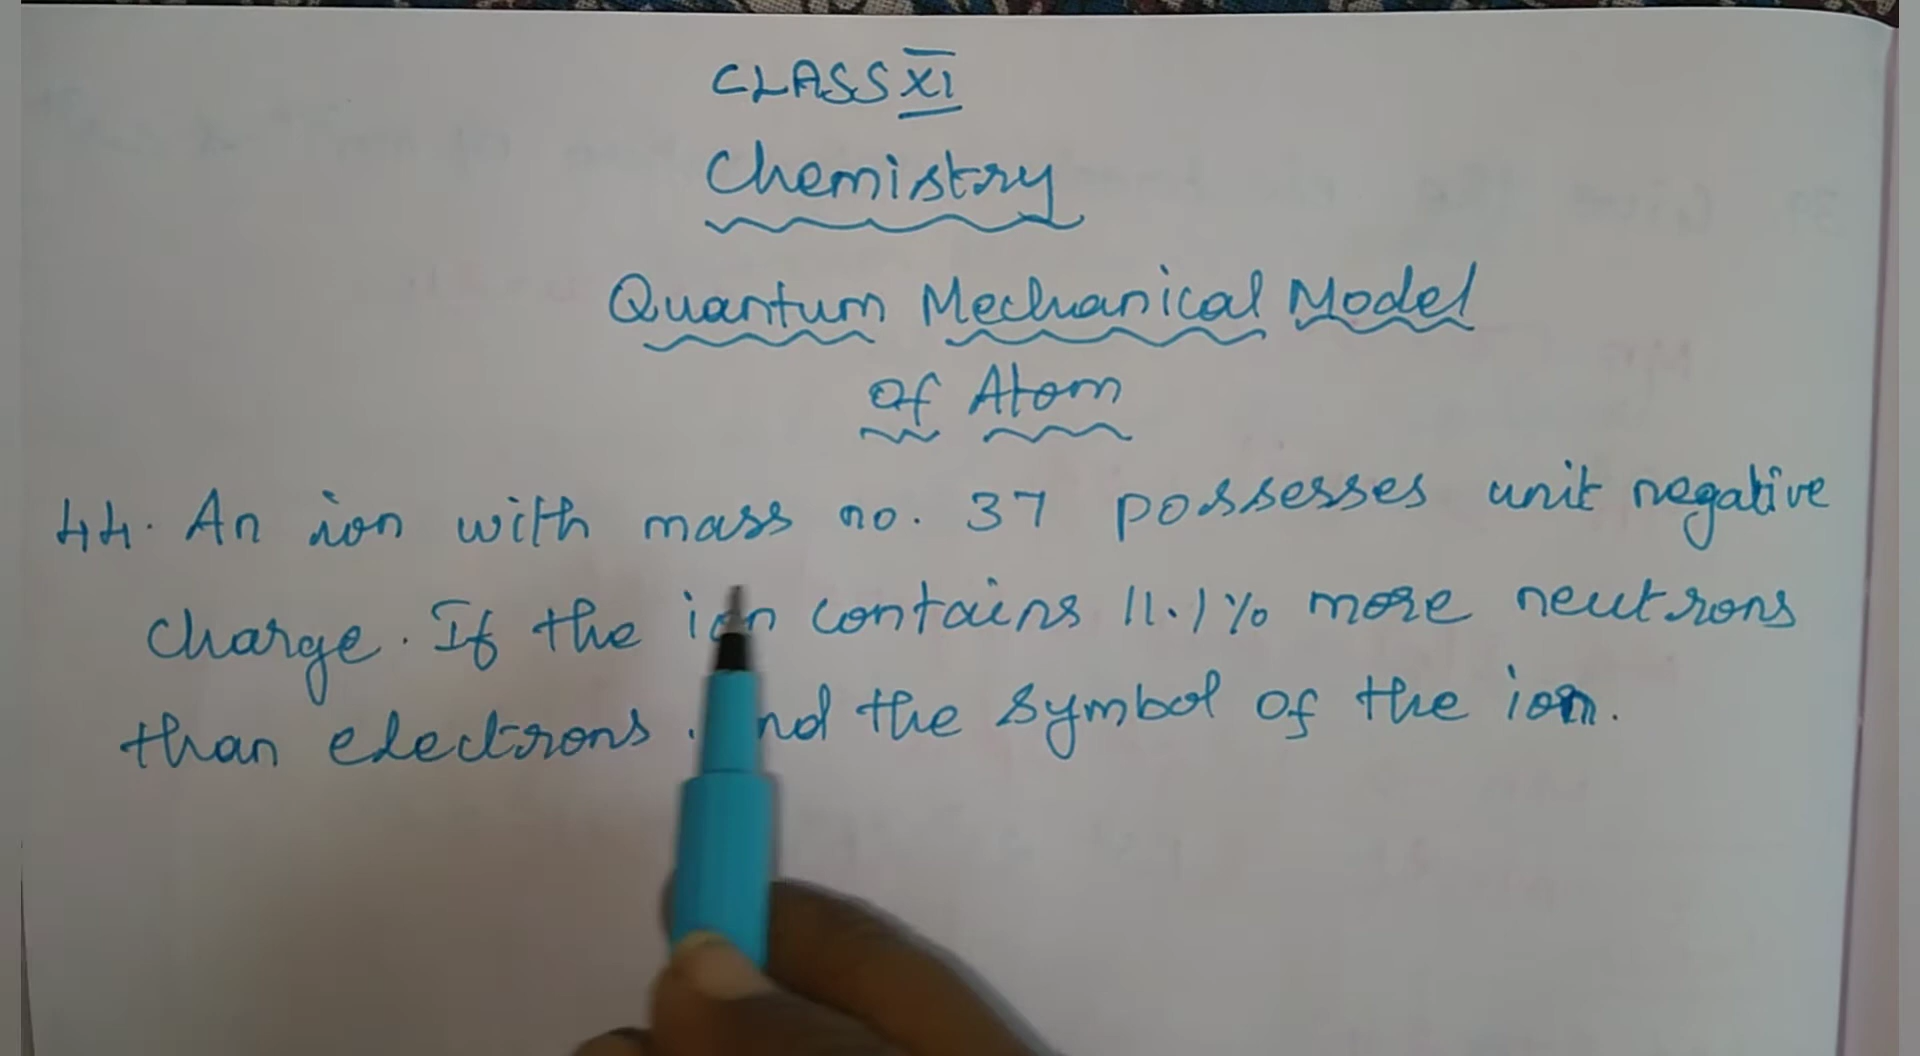 CLASS XI
Chemistry
Quantum Mechanical Model
of Atom
44. An ion with mass no. 37 possesses unit negative
charge. If the ion contains 11.1% more neutrons
than electrons. the symbol of the ion.